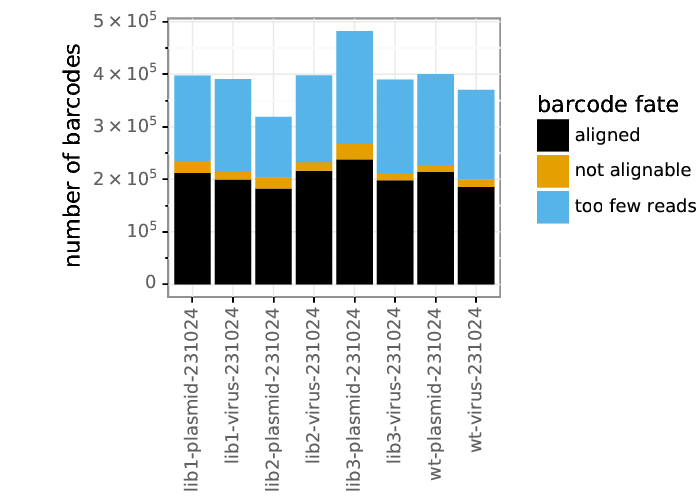 number of barcodes
5 × 10⁵
4 × 10⁵
3 × 10⁵
2 × 10⁵
10⁵
0
lib1-plasmid-231024
lib1-virus-231024
lib2-plasmid-231024
lib2-virus-231024
lib3-plasmid-231024
lib3-virus-231024
wt-plasmid-231024
wt-virus-231024
barcode fate
aligned
not alignable
too few reads